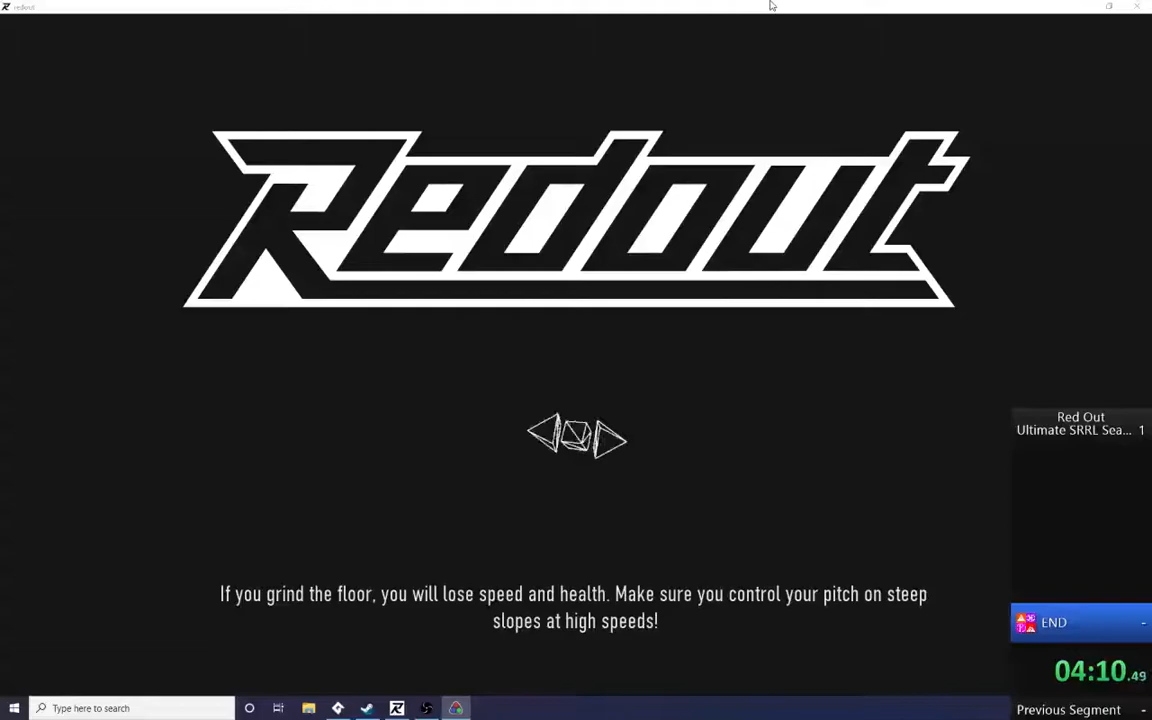 redout
Redout
Red Out
Ultimate SRRL Sea... 1
If you grind the floor, you will lose speed and health. Make sure you control your pitch on steep
slopes at high speeds!
END -
04:10.49
Type here to search
Previous Segment -